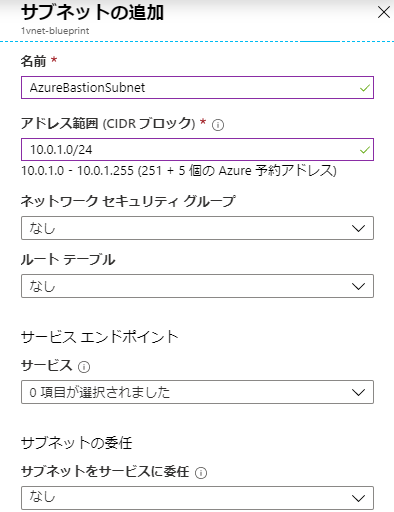 サブネットの追加
1vnet-blueprint
名前 *
AzureBastionSubnet
アドレス範囲 (CIDR ブロック) *
10.0.1.0/24
10.0.1.0 - 10.0.1.255 (251 + 5 個の Azure 予約アドレス)
ネットワーク セキュリティ グループ
なし
ルート テーブル
なし
サービス エンドポイント
サービス
0 項目が選択されました
サブネットの委任
サブネットをサービスに委任
なし